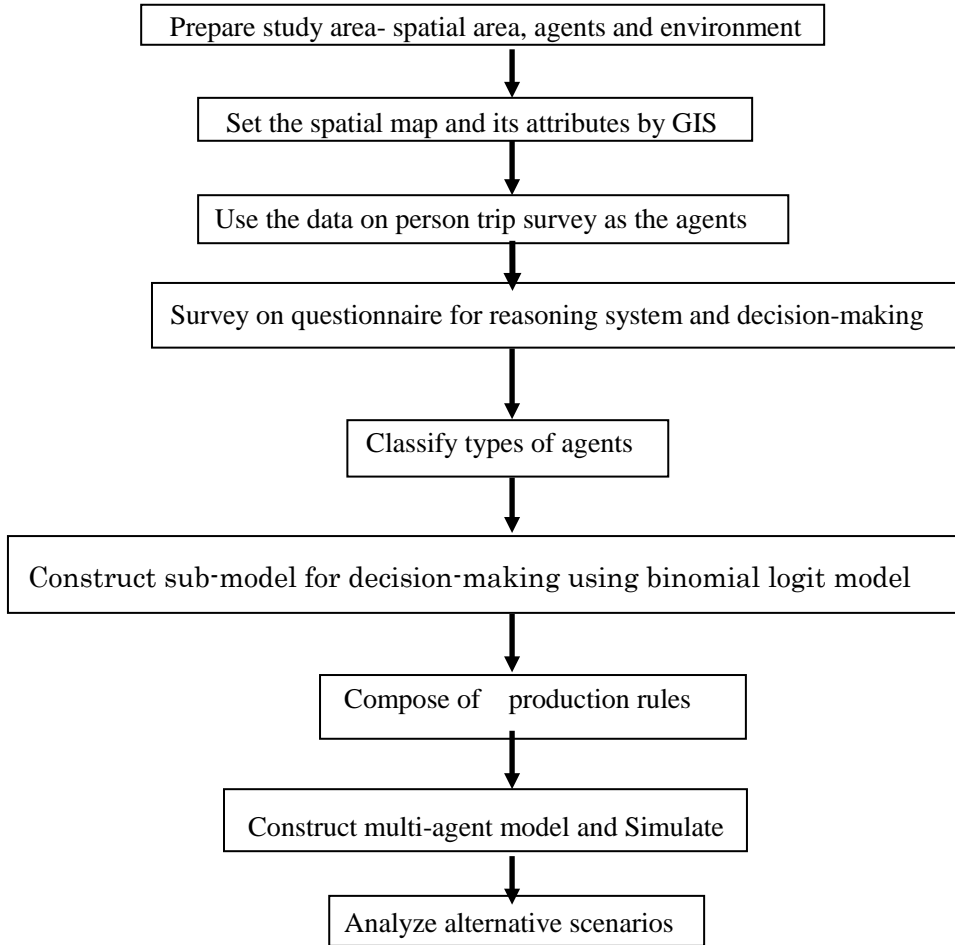 Prepare study area- spatial area, agents and environment
Set the spatial map and its attributes by GIS
Use the data on person trip survey as the agents
Survey on questionnaire for reasoning system and decision-making
Classify types of agents
Construct sub-model for decision-making using binomial logit model
Compose of production rules
Construct multi-agent model and Simulate
Analyze alternative scenarios